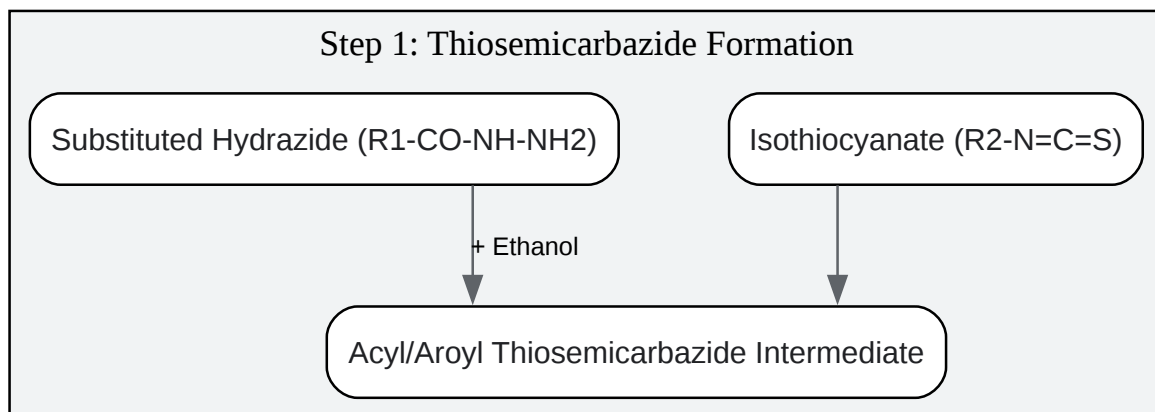 Step 1: Thiosemicarbazide Formation
Substituted Hydrazide (R1-CO-NH-NH2)
Isothiocyanate (R2-N=C=S)
+ Ethanol
Acyl/Aroyl Thiosemicarbazide Intermediate